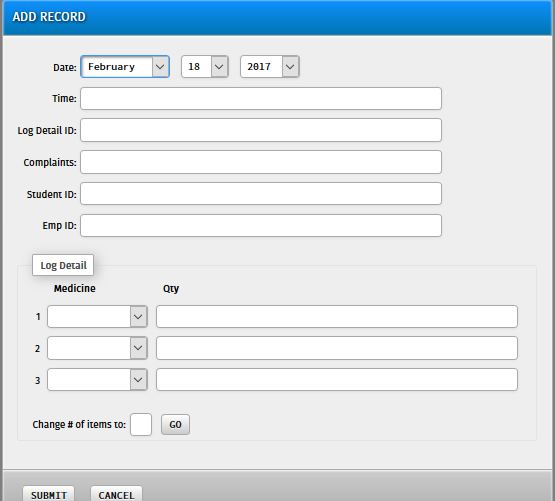 ADD RECORD
Date: February 18 2017
Time:
Log Detail ID:
Complaints:
Student ID:
Emp ID:
Log Detail
Medicine Qty
1
2
3
Change # of items to: GO
SUBMIT CANCEL